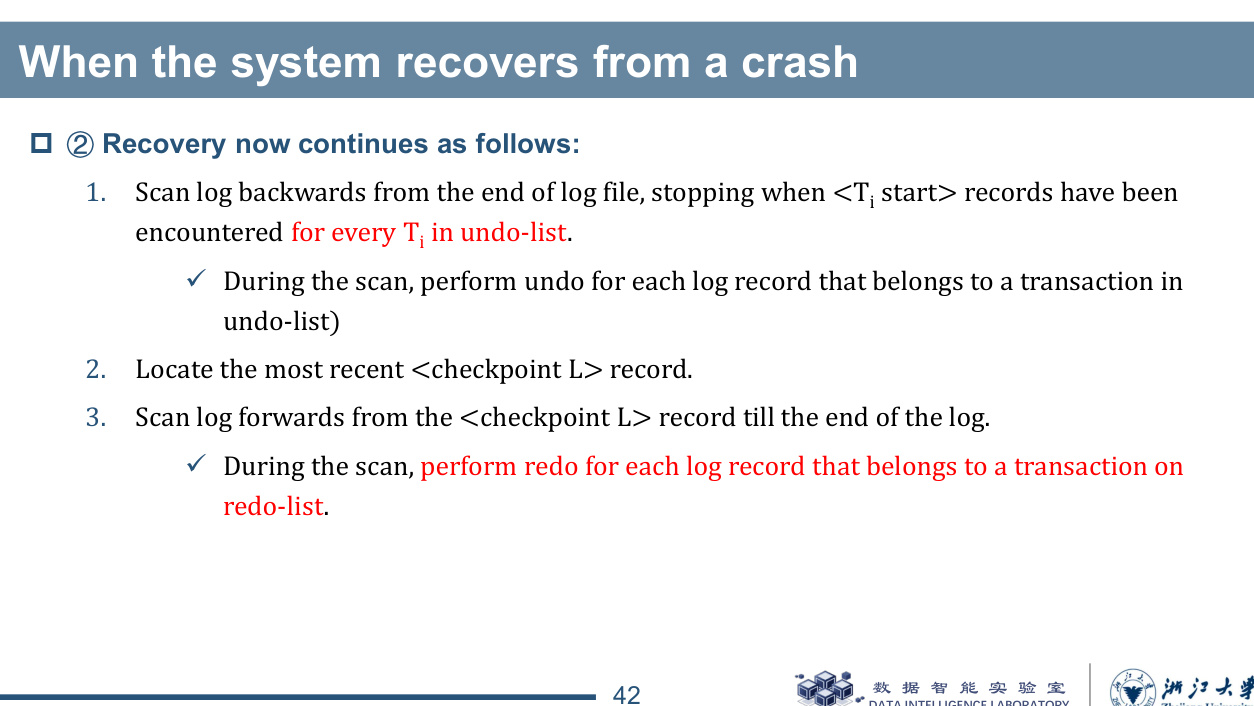 When the system recovers from a crash
② Recovery now continues as follows:
1. Scan log backwards from the end of log file, stopping when <Ti start> records have been
encountered for every Ti in undo-list.
✓ During the scan, perform undo for each log record that belongs to a transaction in
undo-list)
2. Locate the most recent <checkpoint L> record.
3. Scan log forwards from the <checkpoint L> record till the end of the log.
✓ During the scan, perform redo for each log record that belongs to a transaction on
redo-list.
42
数据智能实验室
DATA INTELLIGENCE LABORATORY
浙江大学